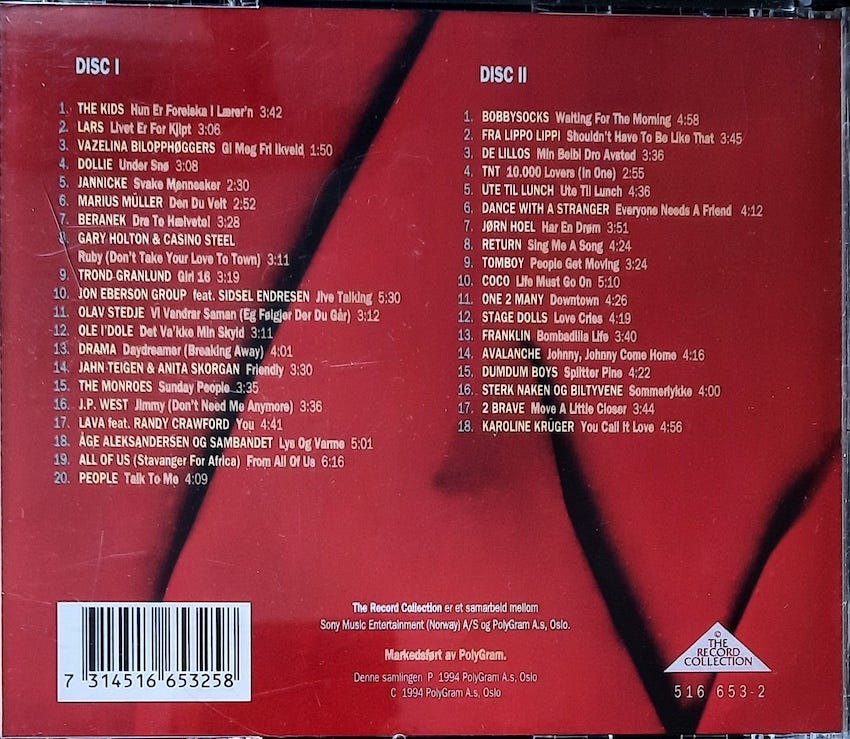 DISC I
1. THE KIDS Hun Er Forelska I Lærer'n 3:42
2. LARS Livet Er For Kjipt 3:06
3. VAZELINA BILOPPHØGGERS Gi Meg Fri Ikveld 1:50
4. DOLLIE Under Snø 3:08
5. JANNICKE Svake Mennesker 2:30
6. MARIUS MÜLLER Den Du Veit 2:52
7. BERANEK Dra Te Hælvete! 3:28
8. GARY HOLTON & CASINO STEEL
Ruby (Don't Take Your Love To Town) 3:11
9. TROND GRANLUND Girl 16 3:19
10. JON EBERSON GROUP feat. SIDSEL ENDRESEN Jive Talking 5:30
11. OLAV STEDJE Vi Vandrar Saman (Eg Følgjer Der Du Går) 3:12
12. OLE I'DOLE Det Va'kke Min Skyld 3:11
13. DRAMA Daydreamer (Breaking Away) 4:01
14. JAHN TEIGEN & ANITA SKORGAN Friendly 3:30
15. THE MONROES Sunday People 3:35
16. J.P. WEST Jimmy (Don't Need Me Anymore) 3:36
17. LAVA feat. RANDY CRAWFORD You 4:41
18. ÅGE ALEKSANDERSEN OG SAMBANDET Lys Og Varme 5:01
19. ALL OF US (Stavanger For Africa) From All Of Us 6:16
20. PEOPLE Talk To Me 4:09
DISC II
1. BOBBYSOCKS Waiting For The Morning 4:58
2. FRA LIPPO LIPPI Shouldn't Have To Be Like That 3:45
3. DE LILLOS Min Beibi Dro Avsted 3:36
4. TNT 10.000 Lovers (In One) 2:55
5. UTE TIL LUNCH Ute Til Lunch 4:36
6. DANCE WITH A STRANGER Everyone Needs A Friend 4:12
7. JØRN HOEL Har En Drøm 3:51
8. RETURN Sing Me A Song 4:24
9. TOMBOY People Get Moving 3:24
10. COCO Life Must Go On 5:10
11. ONE 2 MANY Downtown 4:26
12. STAGE DOLLS Love Cries 4:19
13. FRANKLIN Bombadilla Life 3:40
14. AVALANCHE Johnny, Johnny Come Home 4:16
15. DUMDUM BOYS Splitter Pine 4:22
16. STERK NAKEN OG BILTYVENE Sommerlykke 4:00
17. 2 BRAVE Move A Little Closer 3:44
18. KAROLINE KRÜGER You Call It Love 4:56
The Record Collection er et samarbeid mellom
Sony Music Entertainment (Norway) A/S og PolyGram A.s, Oslo.
Markedsført av PolyGram.
Denne samlingen P 1994 PolyGram A.s, Oslo
C 1994 PolyGram A.s, Oslo
7 314516 653258
©
THE
RECORD
COLLECTION
516 653-2